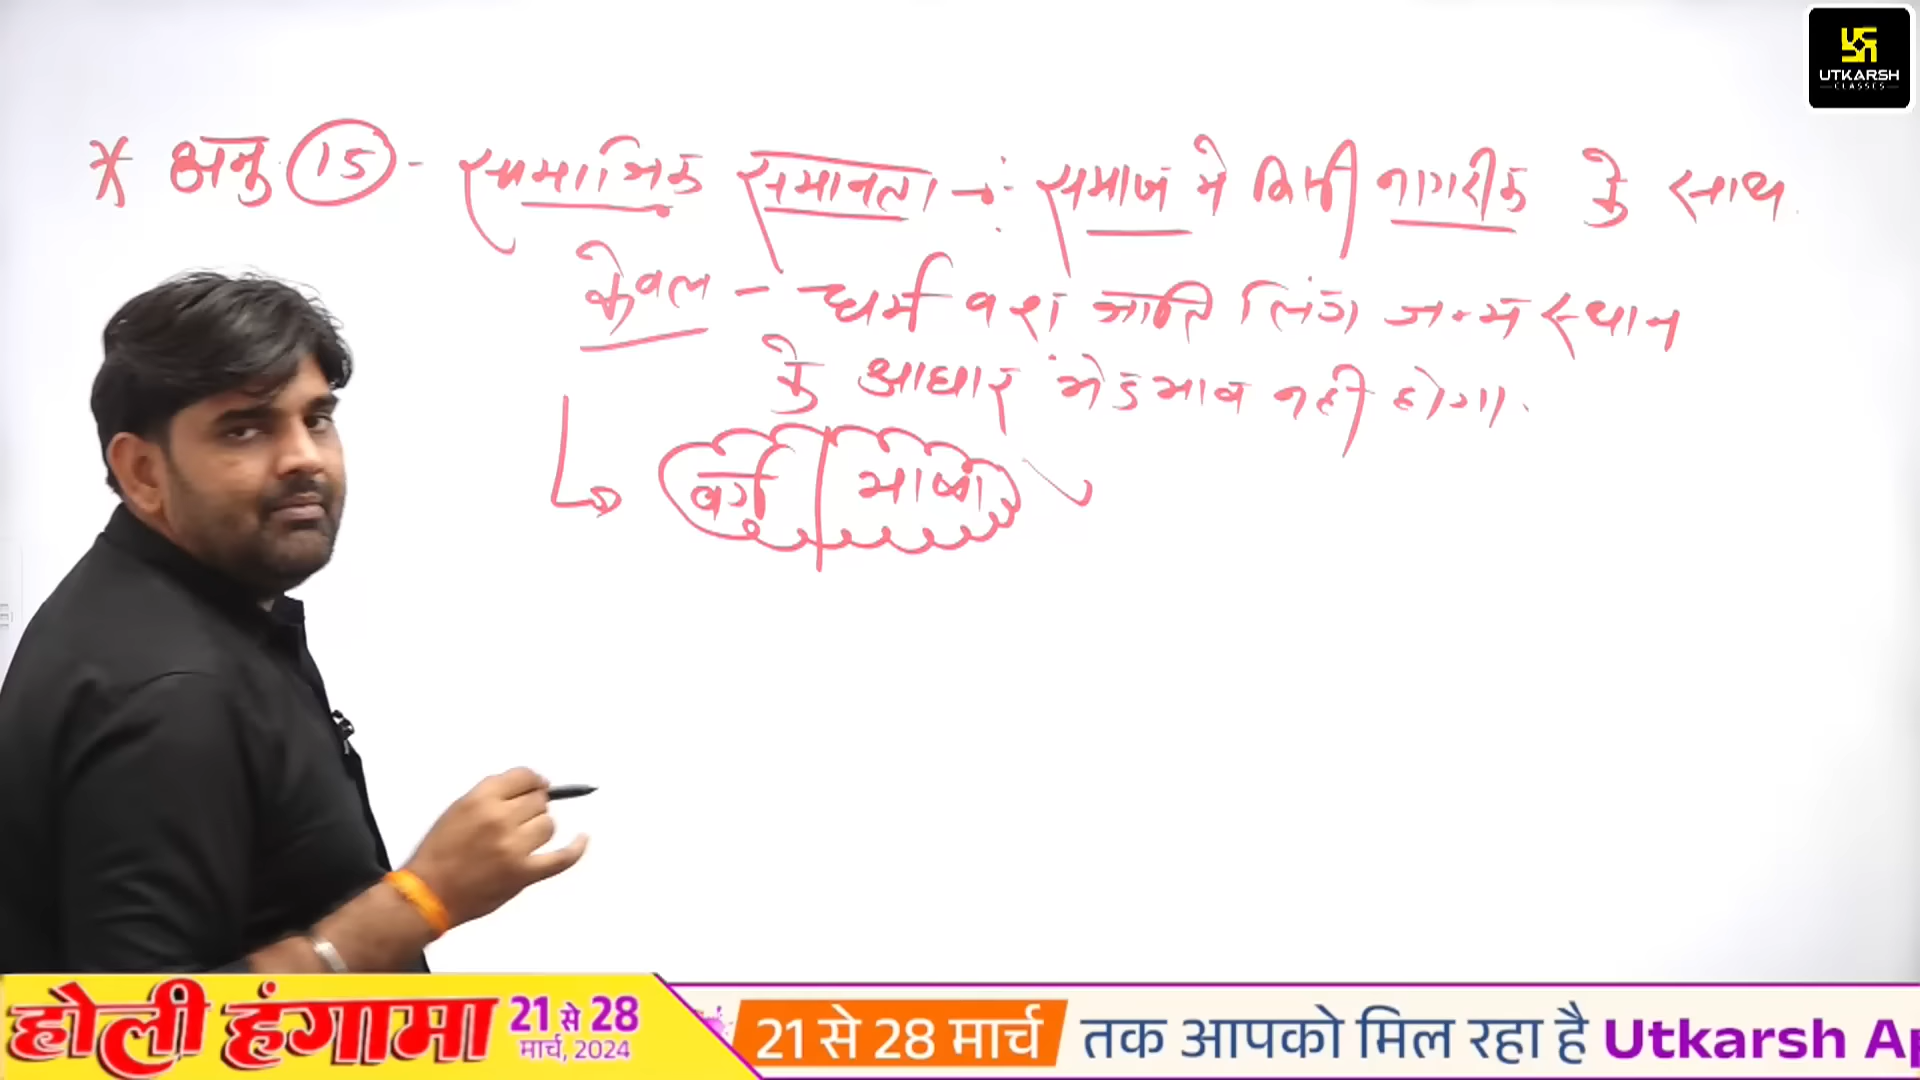 UTKARSH
CLASSES
* अनु. 15 - सामाजिक समानता → : समाज मे किसी नागरीक के साथ
केवल - धर्म वंश जाति लिंग जन्म स्थान
के आधार भेदभाव नही होगा.
वर्ग भाषा
होली हंगामा 21 से 28 मार्च, 2024
21 से 28 मार्च तक आपको मिल रहा है Utkarsh Ap